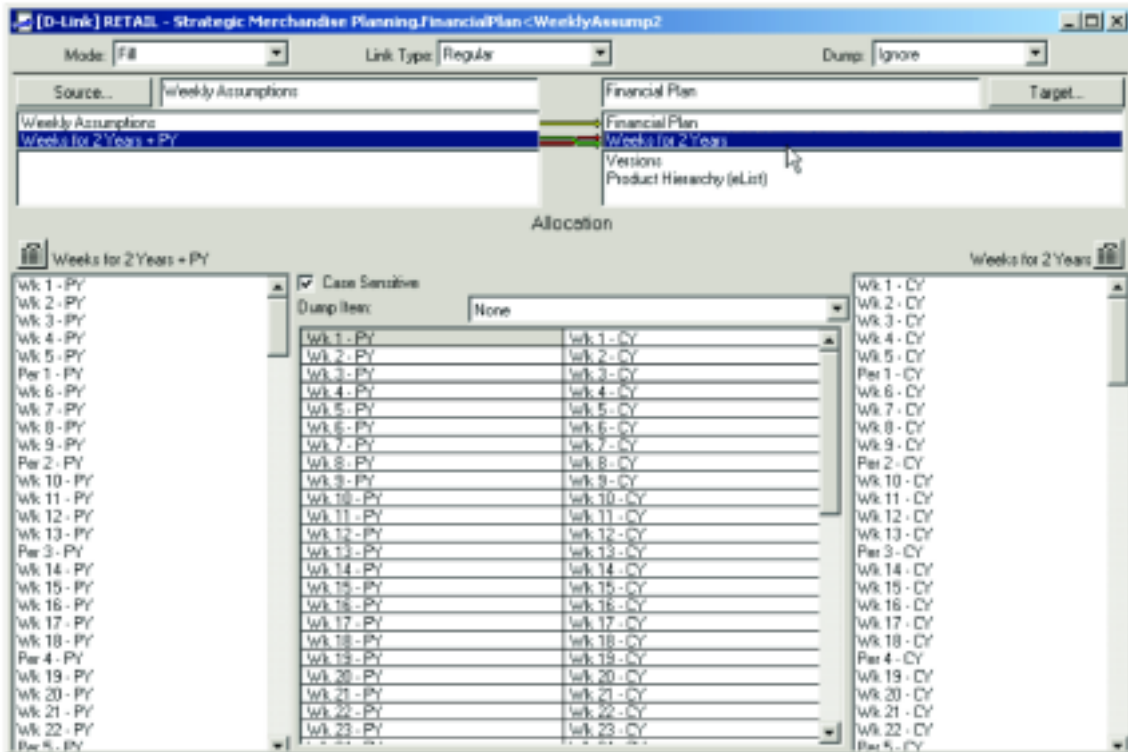 [D-Link] RETAIL - Strategic Merchandise Planning.FinancialPlan<WeeklyAssump2
Mode: Fill Link Type: Regular Dump: Ignore
Source... Weekly Assumptions Financial Plan Target...
Weekly Assumptions Financial Plan
Weeks for 2 Years + PY Weeks for 2 Years
Versions
Product Hierarchy (eList)
Allocation
Weeks for 2 Years + PY Weeks for 2 Years
Case Sensitive
Dump Item: None
Wk 1 - PY
Wk 2 - PY
Wk 3 - PY
Wk 4 - PY
Wk 5 - PY
Per 1 - PY
Wk 6 - PY
Wk 7 - PY
Wk 8 - PY
Wk 9 - PY
Per 2 - PY
Wk 10 - PY
Wk 11 - PY
Wk 12 - PY
Wk 13 - PY
Per 3 - PY
Wk 14 - PY
Wk 15 - PY
Wk 16 - PY
Wk 17 - PY
Wk 18 - PY
Per 4 - PY
Wk 19 - PY
Wk 20 - PY
Wk 21 - PY
Wk 22 - PY
Per 5 - PY
Wk 1 - PY Wk 1 - CY
Wk 2 - PY Wk 2 - CY
Wk 3 - PY Wk 3 - CY
Wk 4 - PY Wk 4 - CY
Wk 5 - PY Wk 5 - CY
Wk 6 - PY Wk 6 - CY
Wk 7 - PY Wk 7 - CY
Wk 8 - PY Wk 8 - CY
Wk 9 - PY Wk 9 - CY
Wk 10 - PY Wk 10 - CY
Wk 11 - PY Wk 11 - CY
Wk 12 - PY Wk 12 - CY
Wk 13 - PY Wk 13 - CY
Wk 14 - PY Wk 14 - CY
Wk 15 - PY Wk 15 - CY
Wk 16 - PY Wk 16 - CY
Wk 17 - PY Wk 17 - CY
Wk 18 - PY Wk 18 - CY
Wk 19 - PY Wk 19 - CY
Wk 20 - PY Wk 20 - CY
Wk 21 - PY Wk 21 - CY
Wk 22 - PY Wk 22 - CY
Wk 23 - PY Wk 23 - CY
Wk 1 - CY
Wk 2 - CY
Wk 3 - CY
Wk 4 - CY
Wk 5 - CY
Per 1 - CY
Wk 6 - CY
Wk 7 - CY
Wk 8 - CY
Wk 9 - CY
Per 2 - CY
Wk 10 - CY
Wk 11 - CY
Wk 12 - CY
Wk 13 - CY
Per 3 - CY
Wk 14 - CY
Wk 15 - CY
Wk 16 - CY
Wk 17 - CY
Wk 18 - CY
Per 4 - CY
Wk 19 - CY
Wk 20 - CY
Wk 21 - CY
Wk 22 - CY
Per 5 - CY